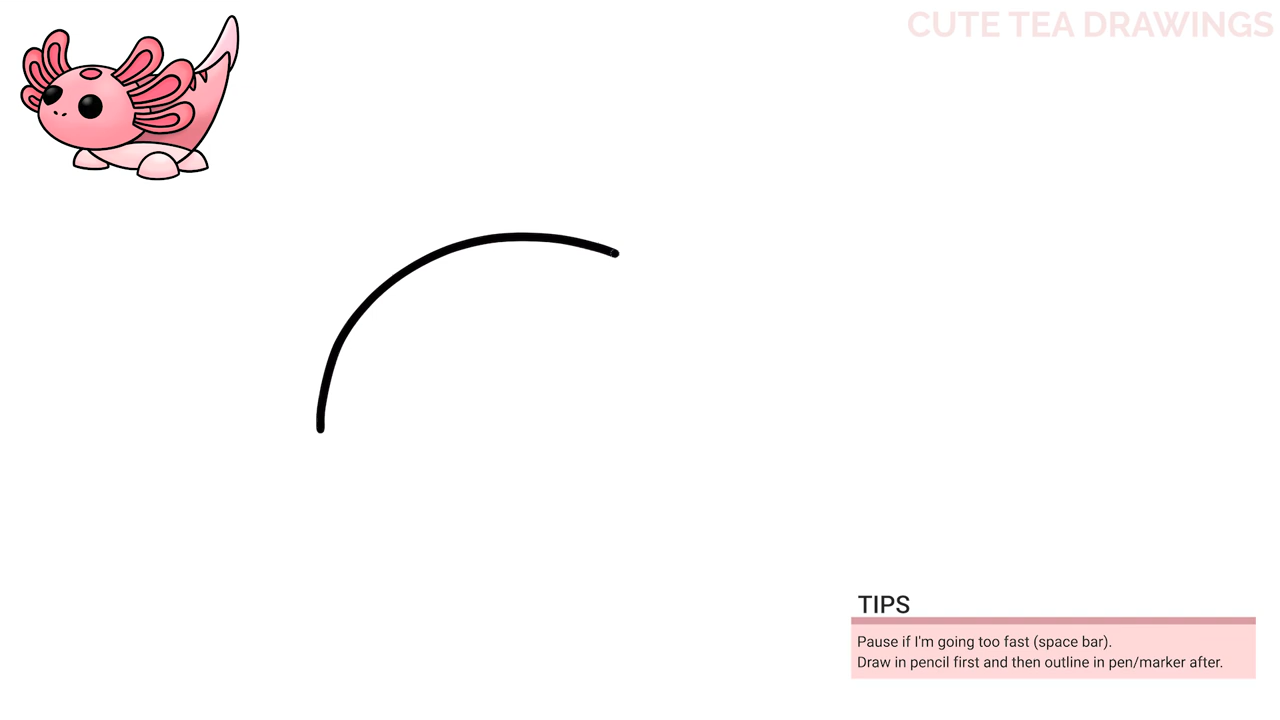 CUTE TEA DRAWINGS
TIPS
Pause if I'm going too fast (space bar).
Draw in pencil first and then outline in pen/marker after.